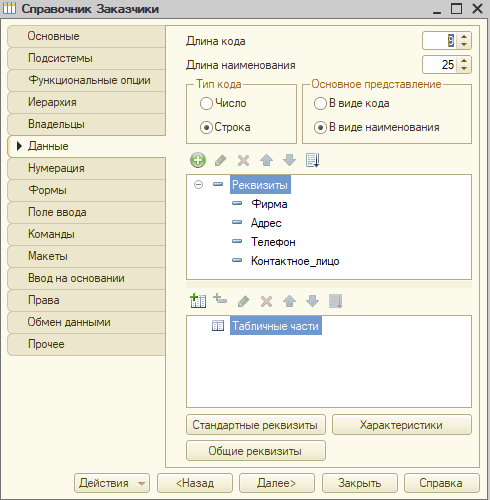 Справочник Заказчики
Основные
Подсистемы
Функциональные опции
Иерархия
Владельцы
Данные
Нумерация
Формы
Поле ввода
Команды
Макеты
Ввод на основании
Права
Обмен данными
Прочее
Длина кода 9
Длина наименования 25
Тип кода
Число
Строка
Основное представление
В виде кода
В виде наименования
Реквизиты
Фирма
Адрес
Телефон
Контактное_лицо
Табличные части
Стандартные реквизиты Характеристики
Общие реквизиты
Действия <Назад Далее> Закрыть Справка